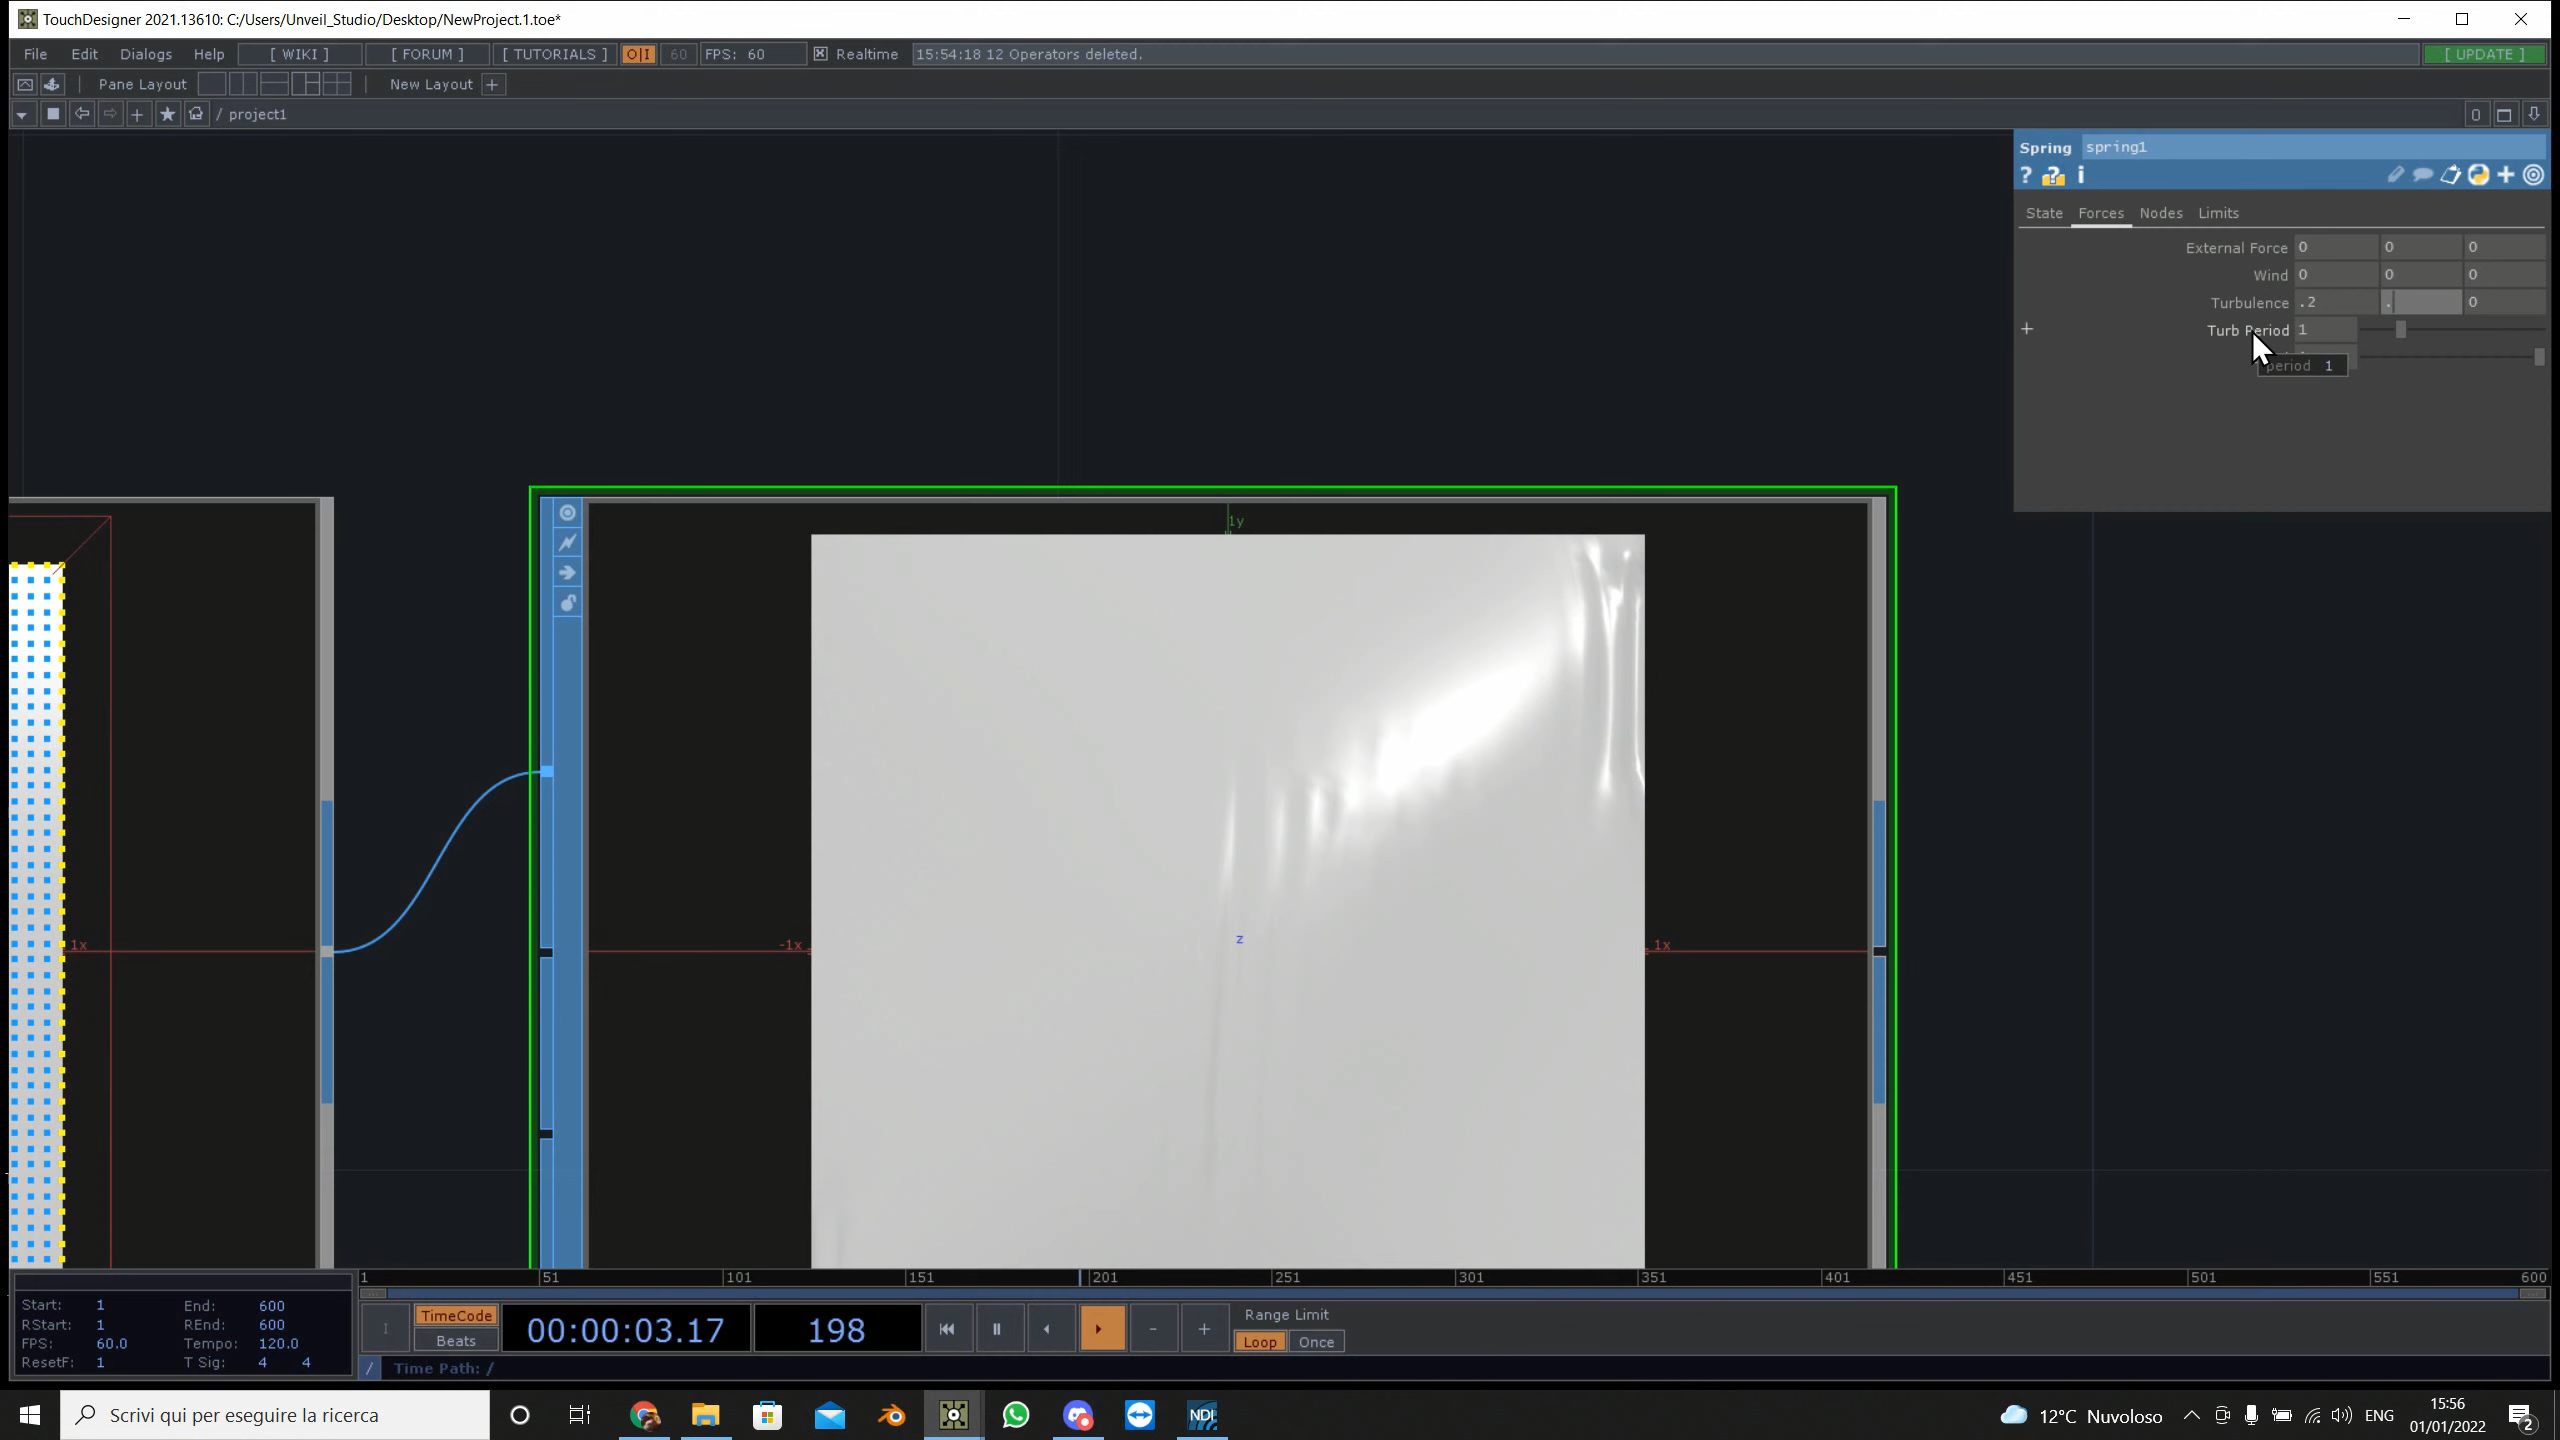 TouchDesigner 2021.13610: C:/Users/Unveil_Studio/Desktop/NewProject.1.toe*
File Edit Dialogs Help [ WIKI ] [ FORUM ] [ TUTORIALS ] O|I 60 FPS: 60 Realtime 15:54:18 12 Operators deleted. [ UPDATE ]
Pane Layout New Layout +
/ project1
Spring spring1
State Forces Nodes Limits
External Force 0 0 0
Wind 0 0 0
Turbulence .2 . 0
Turb Period 1
period 1
1y
1x
-1x
z
1x
1 51 101 151 201 251 301 351 401 451 501 551 600
Start: 1 End: 600
RStart: 1 REnd: 600
FPS: 60.0 Tempo: 120.0
ResetF: 1 T Sig: 4 4
TimeCode
Beats
00:00:03.17
198
Range Limit
Loop Once
/ Time Path: /
Scrivi qui per eseguire la ricerca
NDI
12°C Nuvoloso
ENG
15:56
01/01/2022
2